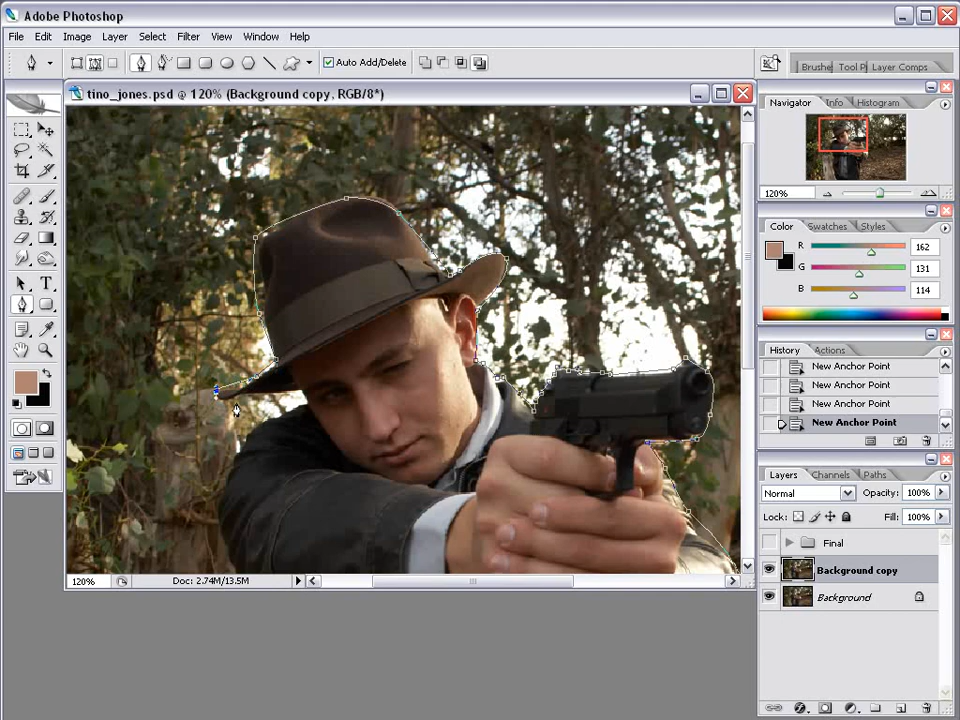 Adobe Photoshop
File Edit Image Layer Select Filter View Window Help
Auto Add/Delete
Brushe Tool P Layer Comps
tino_jones.psd @ 120% (Background copy, RGB/8*)
Navigator Info Histogram
120%
Color Swatches Styles
R 162
G 131
B 114
History Actions
New Anchor Point
New Anchor Point
New Anchor Point
New Anchor Point
Layers Channels Paths
Normal Opacity: 100%
Lock: Fill: 100%
Final
Background copy
Background
120% Doc: 2.74M/13.5M